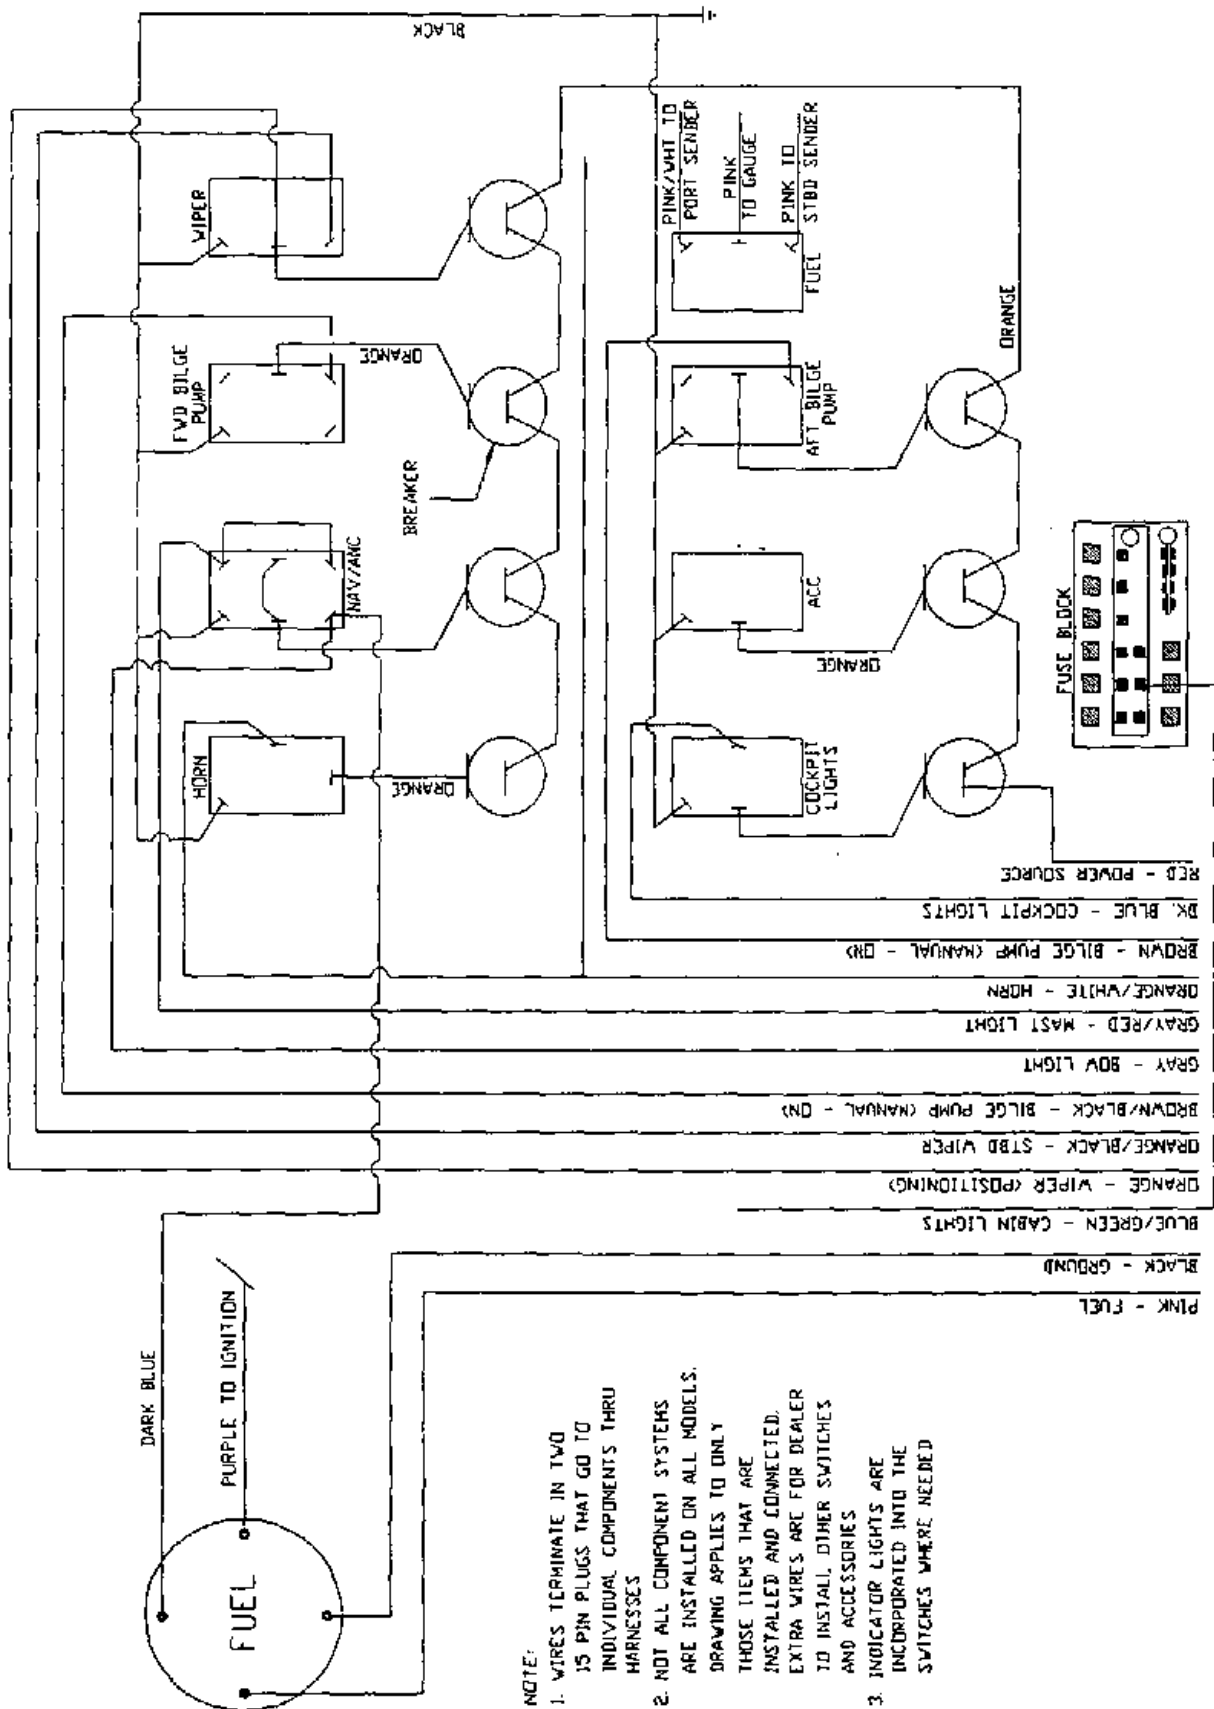 BLACK
WIPER
FWD BILGE
PUMP
ORANGE
BREAKER
NAV/ANC
HORN
ORANGE
PINK/WHT TO
PORT SENDER
PINK
TO GAUGE
PINK TO
STBD SENDER
FUEL
ORANGE
AFT BILGE
PUMP
ACC
ORANGE
COCKPIT
LIGHTS
FUSE BLOCK
RED - POWER SOURCE
DK. BLUE - COCKPIT LIGHTS
BROWN - BILGE PUMP (MANUAL - ON)
ORANGE/WHITE - HORN
GRAY/RED - MAST LIGHT
GRAY - BOW LIGHT
BROWN/BLACK - BILGE PUMP (MANUAL - ON)
ORANGE/BLACK - STBD WIPER
ORANGE - WIPER (POSITIONING)
BLUE/GREEN - CABIN LIGHTS
BLACK - GROUND
PINK - FUEL
DARK BLUE
PURPLE TO IGNITION
FUEL
NOTE:
1. WIRES TERMINATE IN TWO
15 PIN PLUGS THAT GO TO
INDIVIDUAL COMPONENTS THRU
HARNESSES
2. NOT ALL COMPONENT SYSTEMS
ARE INSTALLED ON ALL MODELS.
DRAWING APPLIES TO ONLY
THOSE ITEMS THAT ARE
INSTALLED AND CONNECTED.
EXTRA WIRES ARE FOR DEALER
TO INSTALL OTHER SWITCHES
AND ACCESSORIES
3. INDICATOR LIGHTS ARE
INCORPORATED INTO THE
SWITCHES WHERE NEEDED